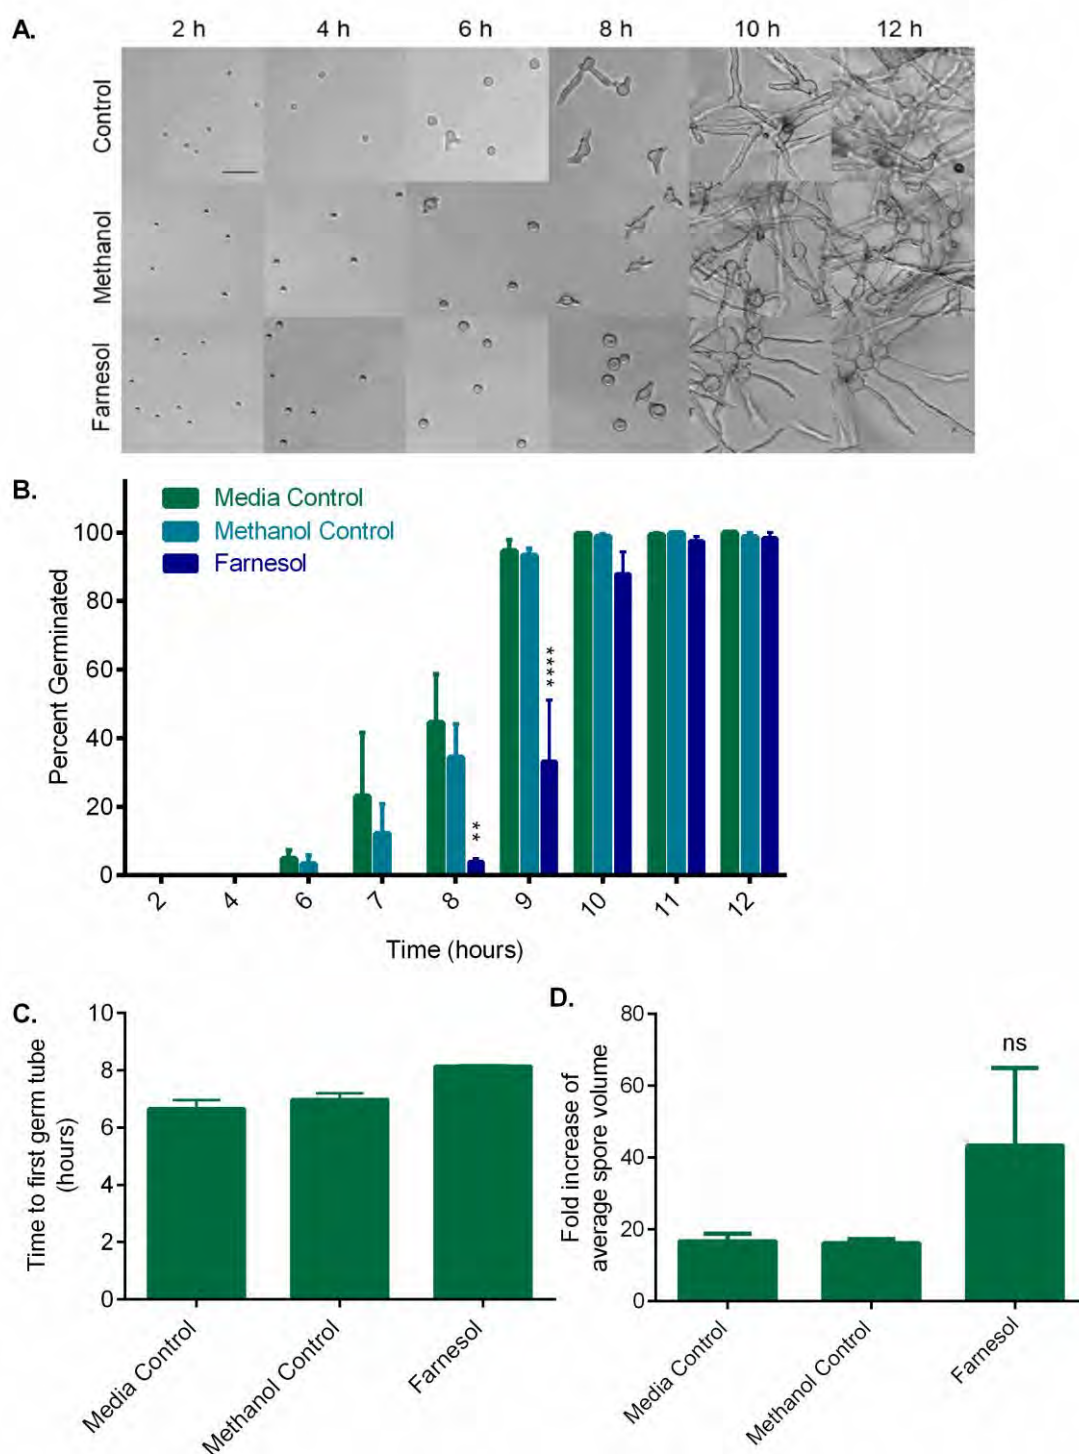 A.
2 h 4 h 6 h 8 h 10 h 12 h
Control
Methanol
Farnesol
B.
Media Control
Methanol Control
Farnesol
Percent Germinated
100
80
60
40
20
0
****
**
2 4 6 7 8 9 10 11 12
Time (hours)
C.
Time to first germ tube
(hours)
10
8
6
4
2
0
Media Control
Methanol Control
Farnesol
D.
Fold increase of
average spore volume
80
60
40
20
0
ns
Media Control
Methanol Control
Farnesol